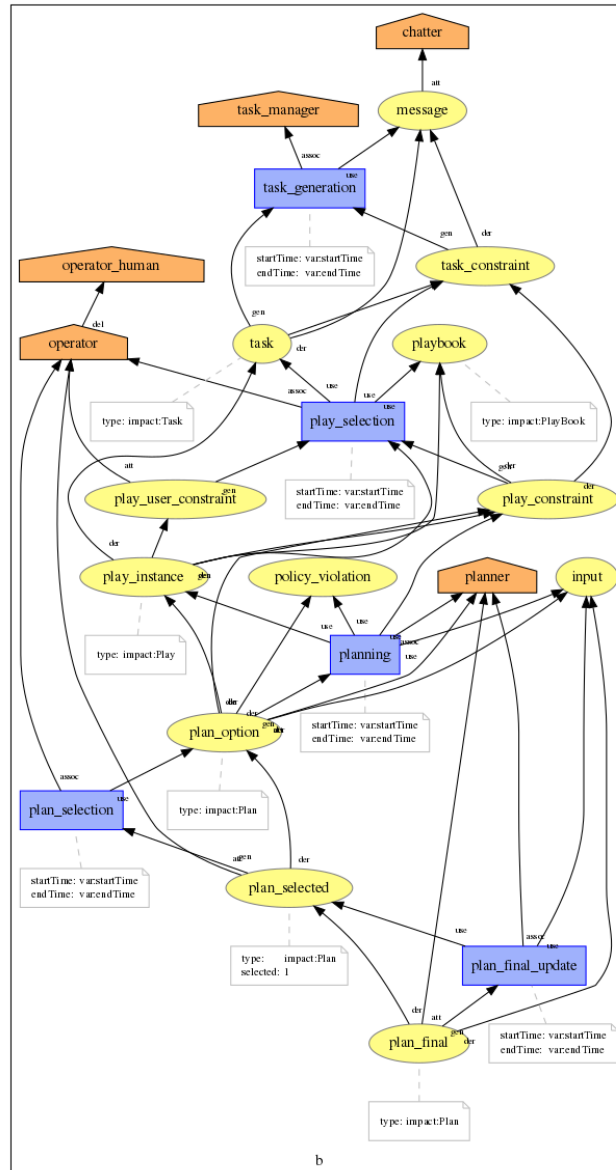 chatter
att
task_manager
message
assoc
use
task_generation
gen
der
startTime: var:startTime
endTime: var:endTime
operator_human
task_constraint
del
gen
operator
task
der
playbook
assoc
use
use
use
type: impact:Task
play_selection
type: impact:PlayBook
att
gen
der
play_user_constraint
startTime: var:startTime
endTime: var:endTime
play_constraint
der
play_instance
policy_violation
planner
input
use
use
assoc
use
type: impact:Play
planning
der
gen
plan_option
startTime: var:startTime
endTime: var:endTime
assoc
use
type: impact:Plan
plan_selection
att
gen
der
startTime: var:startTime
endTime: var:endTime
plan_selected
use
assoc
use
type: impact:Plan
selected: 1
plan_final_update
der
att
gen
der
plan_final
startTime: var:startTime
endTime: var:endTime
type: impact:Plan
b